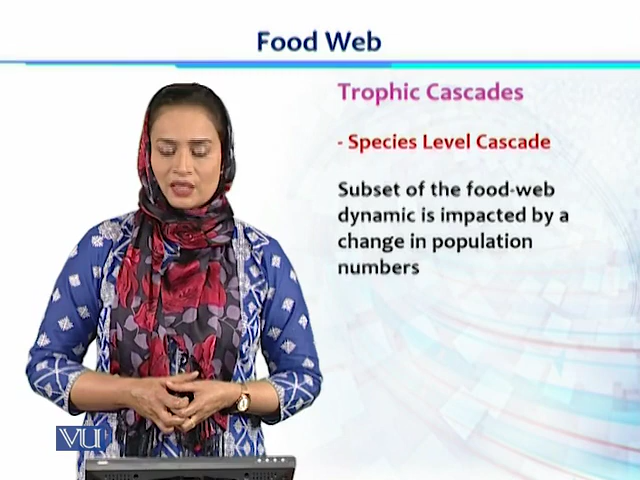 Food Web
Trophic Cascades
- Species Level Cascade
Subset of the food-web
dynamic is impacted by a
change in population
numbers
VU